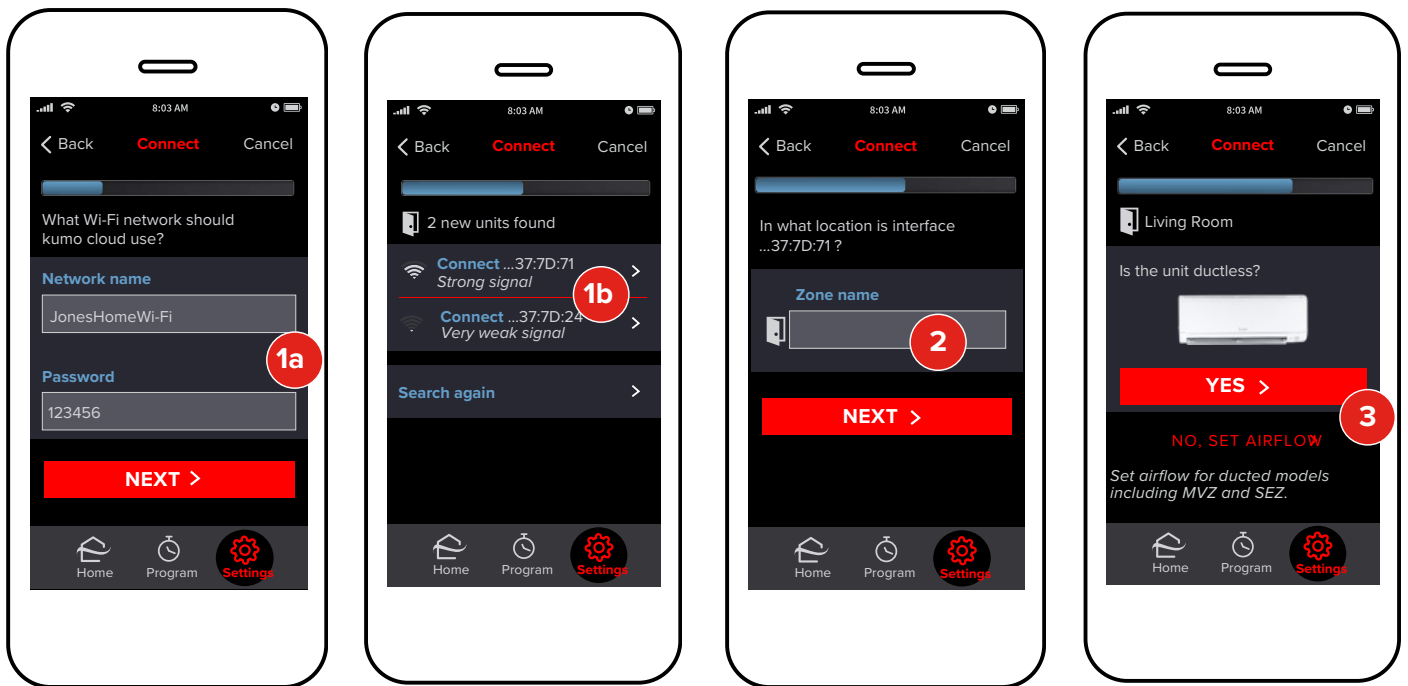 8:03 AM
Back Connect Cancel
What Wi-Fi network should
kumo cloud use?
Network name
JonesHomeWi-Fi
1a
Password
123456
NEXT >
Home Program Settings
8:03 AM
Back Connect Cancel
2 new units found
Connect ...37:7D:71
Strong signal
1b
Connect ...37:7D:24
Very weak signal
Search again
Home Program Settings
8:03 AM
Back Connect Cancel
In what location is interface
...37:7D:71 ?
Zone name
2
NEXT >
Home Program Settings
8:03 AM
Back Connect Cancel
Living Room
Is the unit ductless?
YES >
3
NO, SET AIRFLOW
Set airflow for ducted models
including MVZ and SEZ.
Home Program Settings